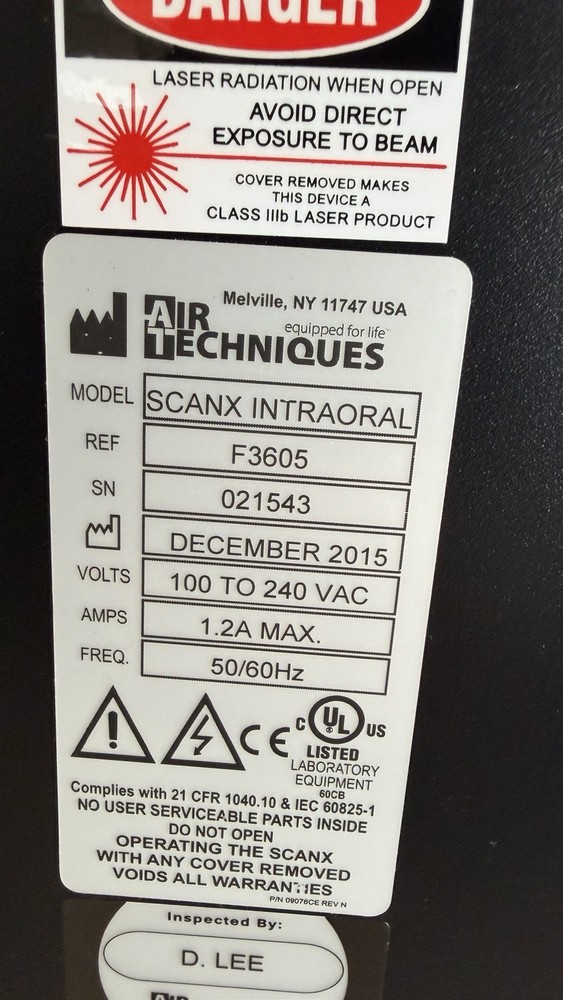 DANGER
LASER RADIATION WHEN OPEN
AVOID DIRECT
EXPOSURE TO BEAM
COVER REMOVED MAKES
THIS DEVICE A
CLASS IIIb LASER PRODUCT
Melville, NY 11747 USA
AIR
equipped for life™
TECHNIQUES
MODEL SCANX INTRAORAL
REF F3605
SN 021543
DECEMBER 2015
VOLTS 100 TO 240 VAC
AMPS 1.2A MAX.
FREQ. 50/60Hz
CE C UL® US
LISTED
LABORATORY
EQUIPMENT
60CB
Complies with 21 CFR 1040.10 & IEC 60825-1
NO USER SERVICEABLE PARTS INSIDE
DO NOT OPEN
OPERATING THE SCANX
WITH ANY COVER REMOVED
VOIDS ALL WARRANTIES
P/N 09076CE REV N
Inspected By:
D. LEE
AIR